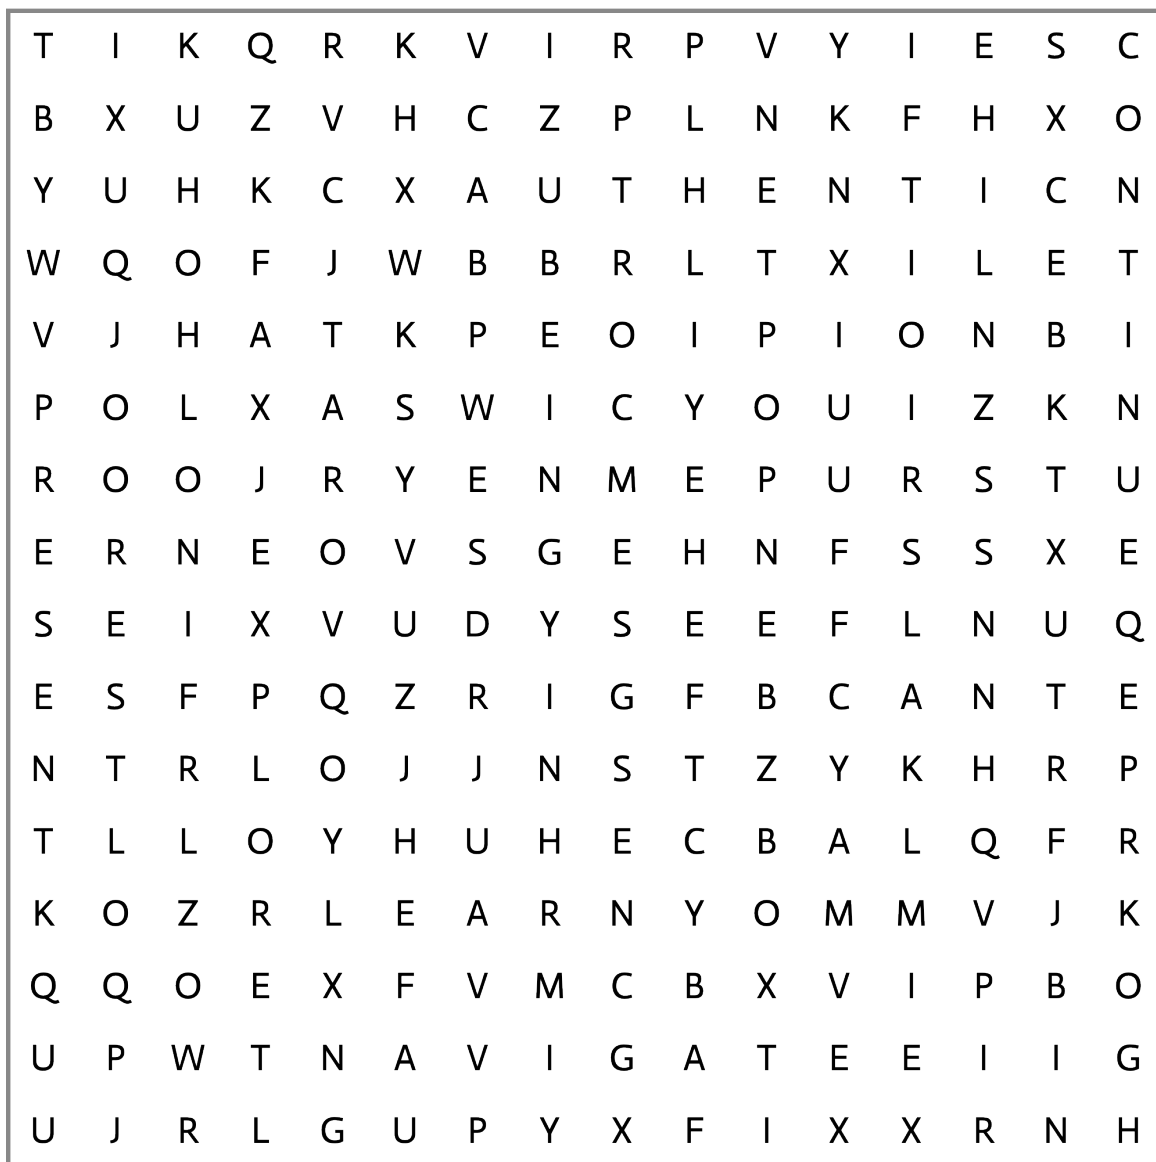 T I K Q R K V I R P V Y I E S C
B X U Z V H C Z P L N K F H X O
Y U H K C X A U T H E N T I C N
W Q O F J W B B R L T X I L E T
V J H A T K P E O I P I O N B I
P O L X A S W I C Y O U I Z K N
R O O J R Y E N M E P U R S T U
E R N E O V S G E H N F S S X E
S E I X V U D Y S E E F L N U Q
E S F P Q Z R I G F B C A N T E
N T R L O J J N S T Z Y K H R P
T L L O Y H U H E C B A L Q F R
K O Z R L E A R N Y O M M V J K
Q Q O E X F V M C B X V I P B O
U P W T N A V I G A T E E I I G
U J R L G U P Y X F I X X R N H